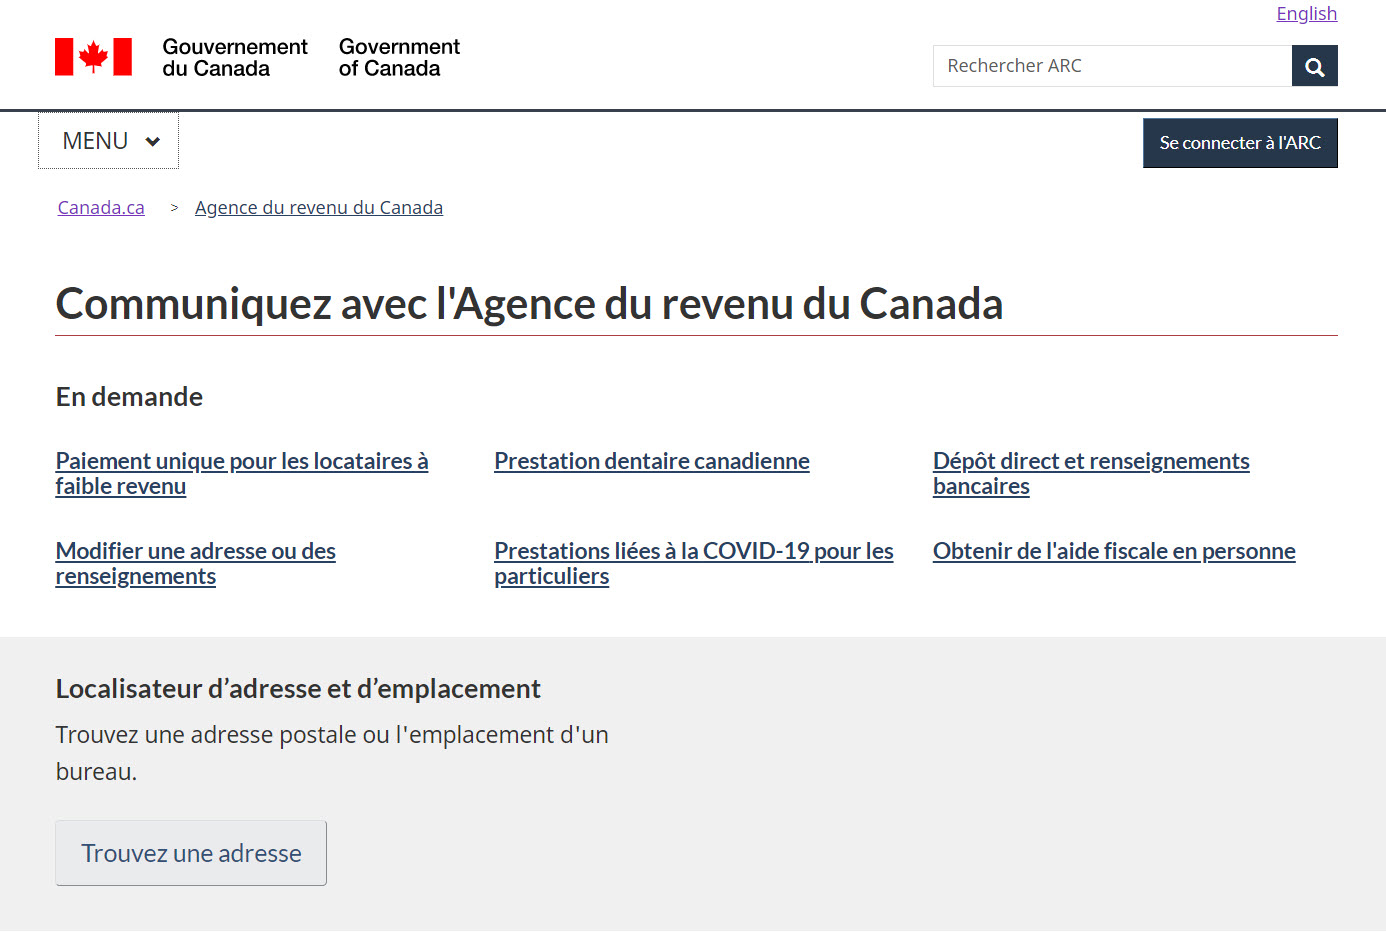 English
Gouvernement
du Canada
Government
of Canada
Rechercher ARC
MENU
Se connecter à l'ARC
Canada.ca > Agence du revenu du Canada
Communiquez avec l'Agence du revenu du Canada
En demande
Paiement unique pour les locataires à
faible revenu
Prestation dentaire canadienne
Dépôt direct et renseignements
bancaires
Modifier une adresse ou des
renseignements
Prestations liées à la COVID-19 pour les
particuliers
Obtenir de l'aide fiscale en personne
Localisateur d’adresse et d’emplacement
Trouvez une adresse postale ou l'emplacement d'un
bureau.
Trouvez une adresse